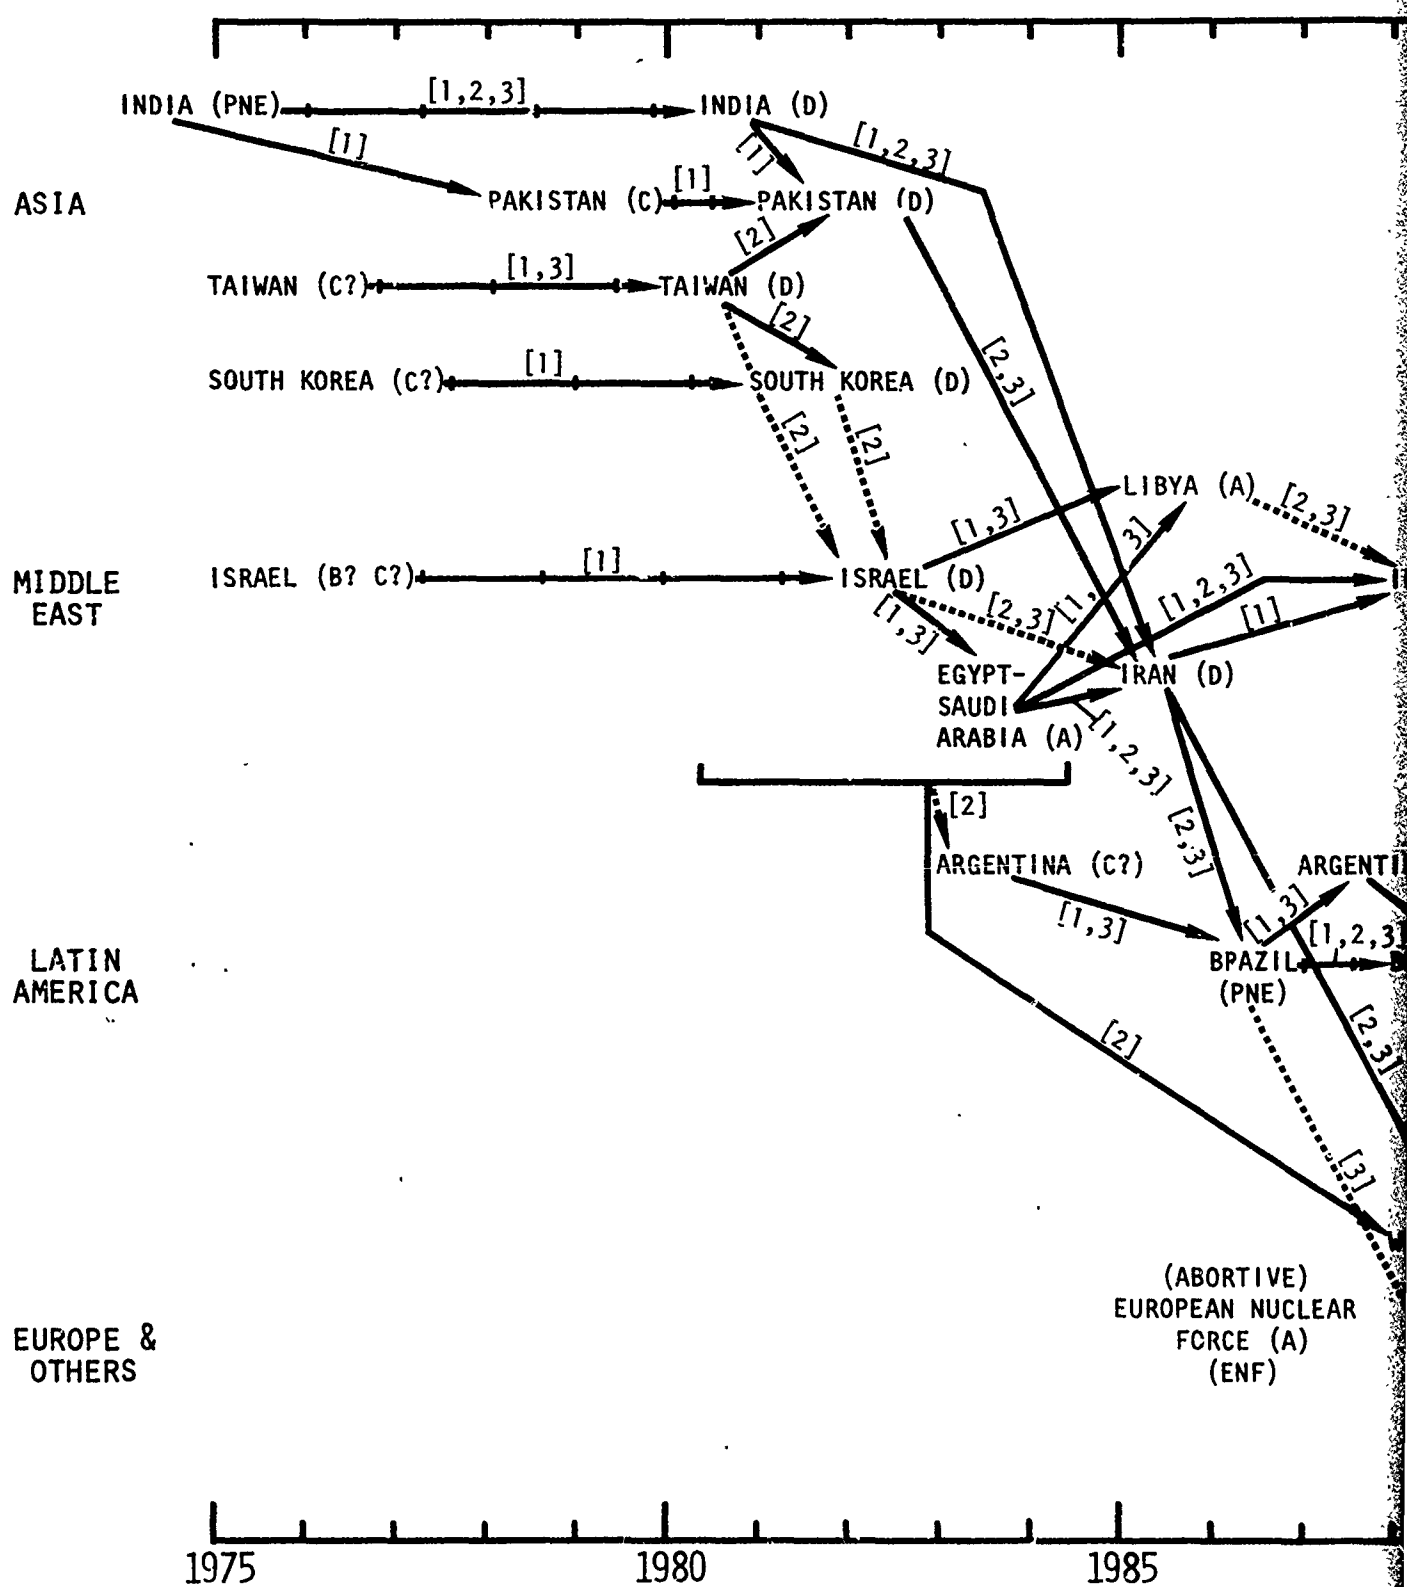 [1,2,3]
INDIA (PNE)
INDIA (D)
[1]
[1]
[1,2,3]
ASIA
[1]
PAKISTAN (C)
PAKISTAN (D)
[2]
TAIWAN (C?)
[1,3]
TAIWAN (D)
[2]
[2,3]
SOUTH KOREA (C?)
[1]
SOUTH KOREA (D)
[2]
[2]
LIBYA (A)
[2,3]
[1,3]
[1, 3]
MIDDLE
EAST
ISRAEL (B? C?)
[1]
ISRAEL (D)
[1,2,3]
[1,3]
[2,3]
[1]
EGYPT-
SAUDI
ARABIA (A)
IRAN (D)
[1,2,3]
[2]
[2,3]
ARGENTINA (C?)
ARGENTI
[1,3]
[1,3]
[1,2,3]
LATIN
AMERICA
BPAZIL
(PNE)
[2]
[2,3]
[3]
(ABORTIVE)
EUROPEAN NUCLEAR
FORCE (A)
(ENF)
EUROPE &
OTHERS
1975
1980
1985